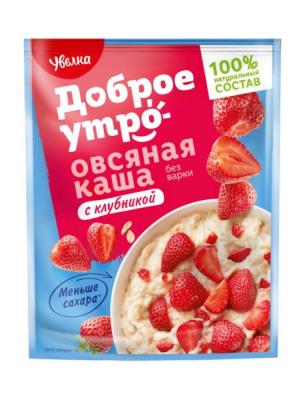 Увелка
100%
натуральный
СОСТАВ
Доброе
утро
овсяная
каша
без
варки
с клубникой
Меньше
сахара*